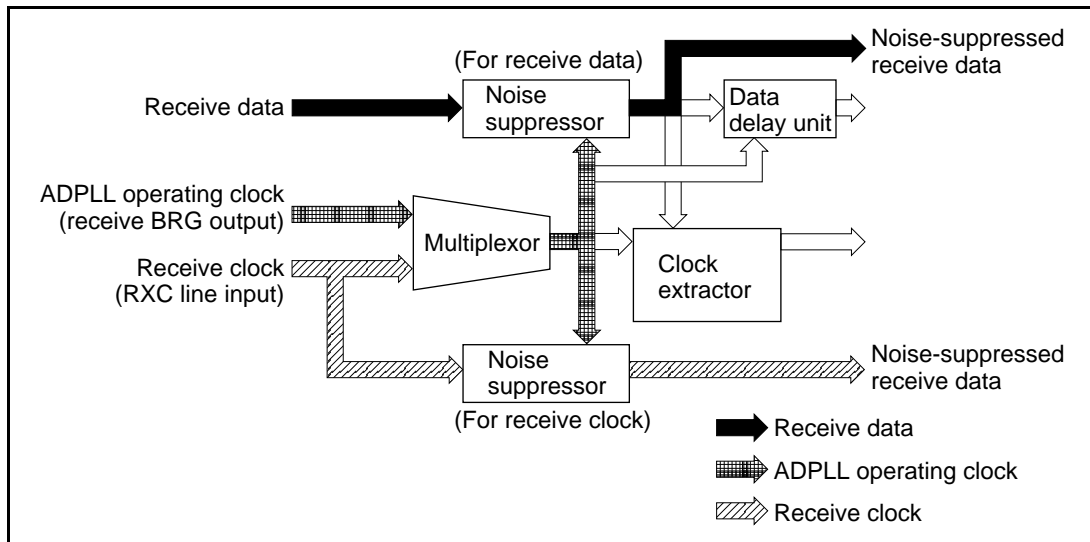 (For receive data)
Noise-suppressed
receive data
Receive data
Noise
suppressor
Data
delay unit
ADPLL operating clock
(receive BRG output)
Multiplexor
Receive clock
(RXC line input)
Clock
extractor
Noise
suppressor
Noise-suppressed
receive data
(For receive clock)
Receive data
ADPLL operating clock
Receive clock